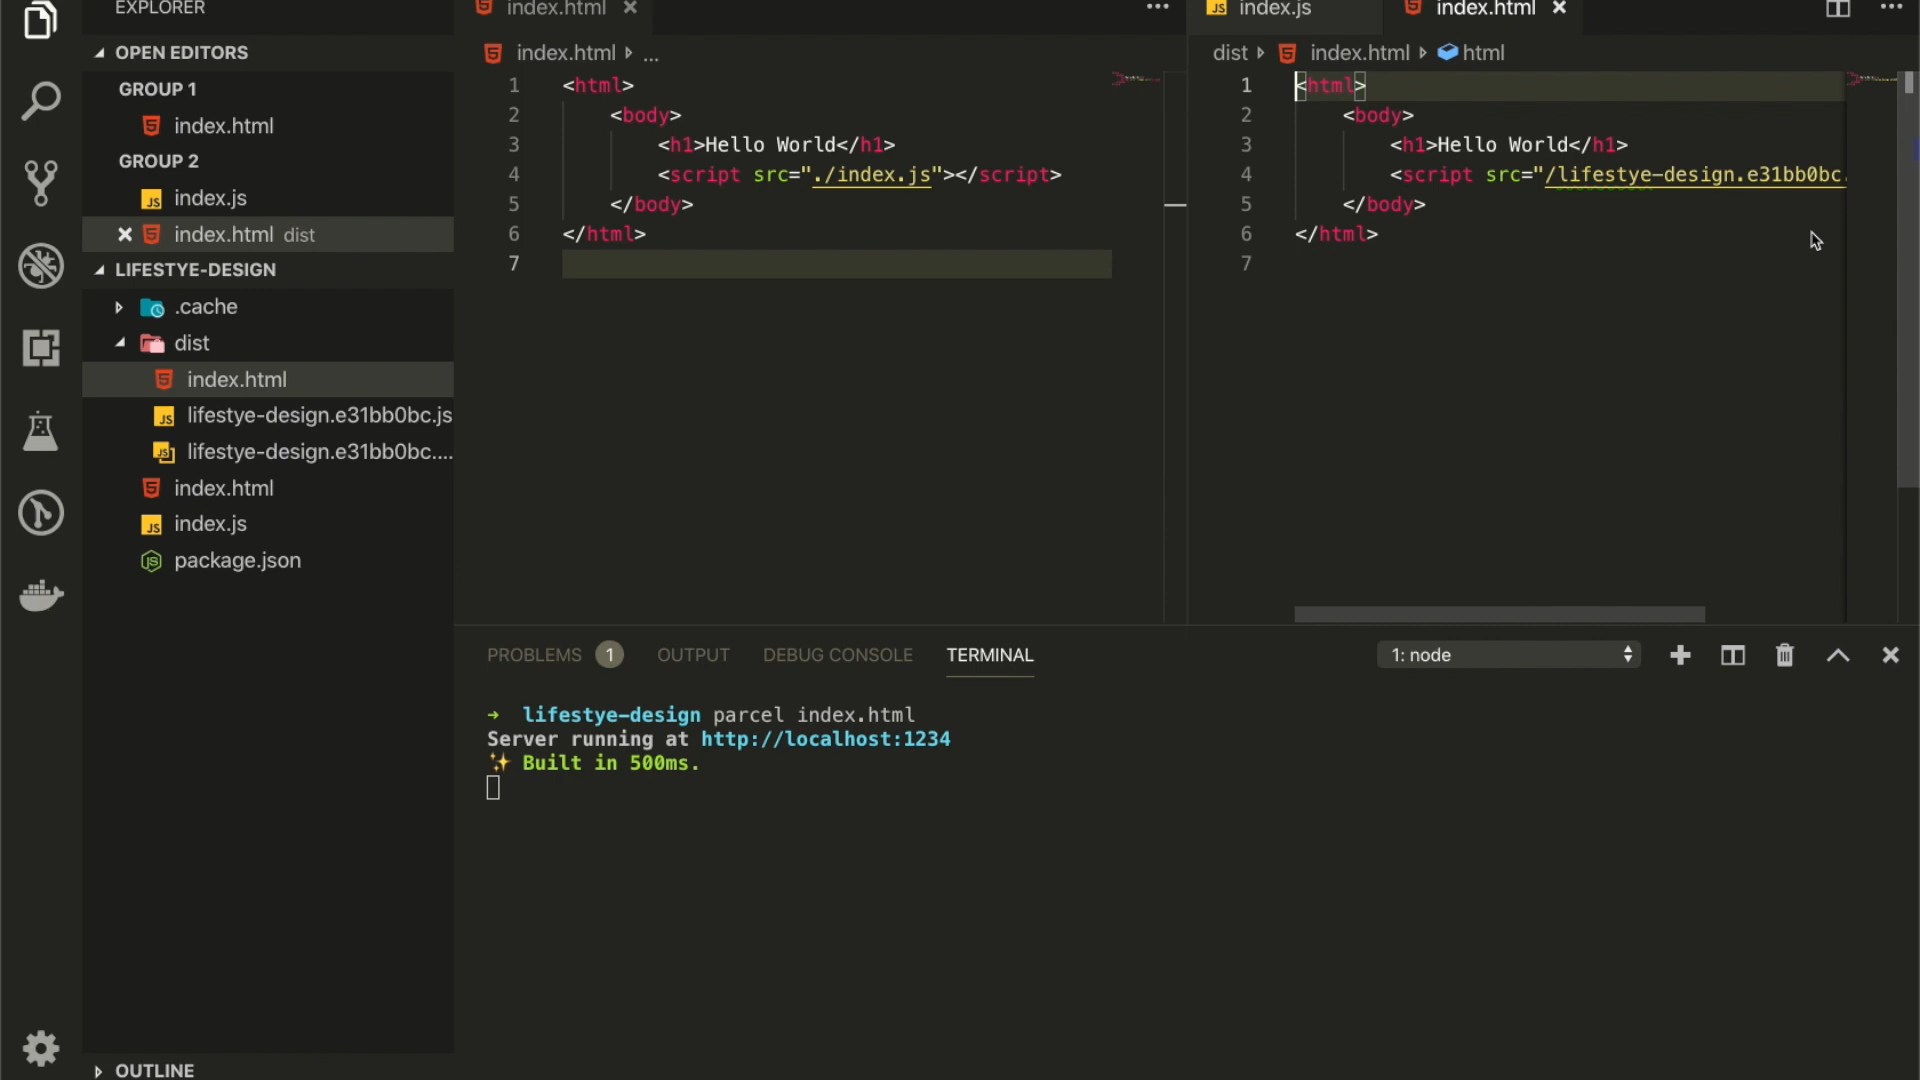 EXPLORER
OPEN EDITORS
GROUP 1
index.html
GROUP 2
index.js
index.html dist
LIFESTYE-DESIGN
.cache
dist
index.html
lifestye-design.e31bb0bc.js
lifestye-design.e31bb0bc....
index.html
index.js
package.json
OUTLINE
index.html
index.html ...
1 <html>
2 <body>
3 <h1>Hello World</h1>
4 <script src="./index.js"></script>
5 </body>
6 </html>
7
index.js index.html
dist index.html html
1 <html>
2 <body>
3 <h1>Hello World</h1>
4 <script src="/lifestye-design.e31bb0bc.
5 </body>
6 </html>
7
PROBLEMS 1 OUTPUT DEBUG CONSOLE TERMINAL 1: node
→ lifestye-design parcel index.html
Server running at http://localhost:1234
✨ Built in 500ms.